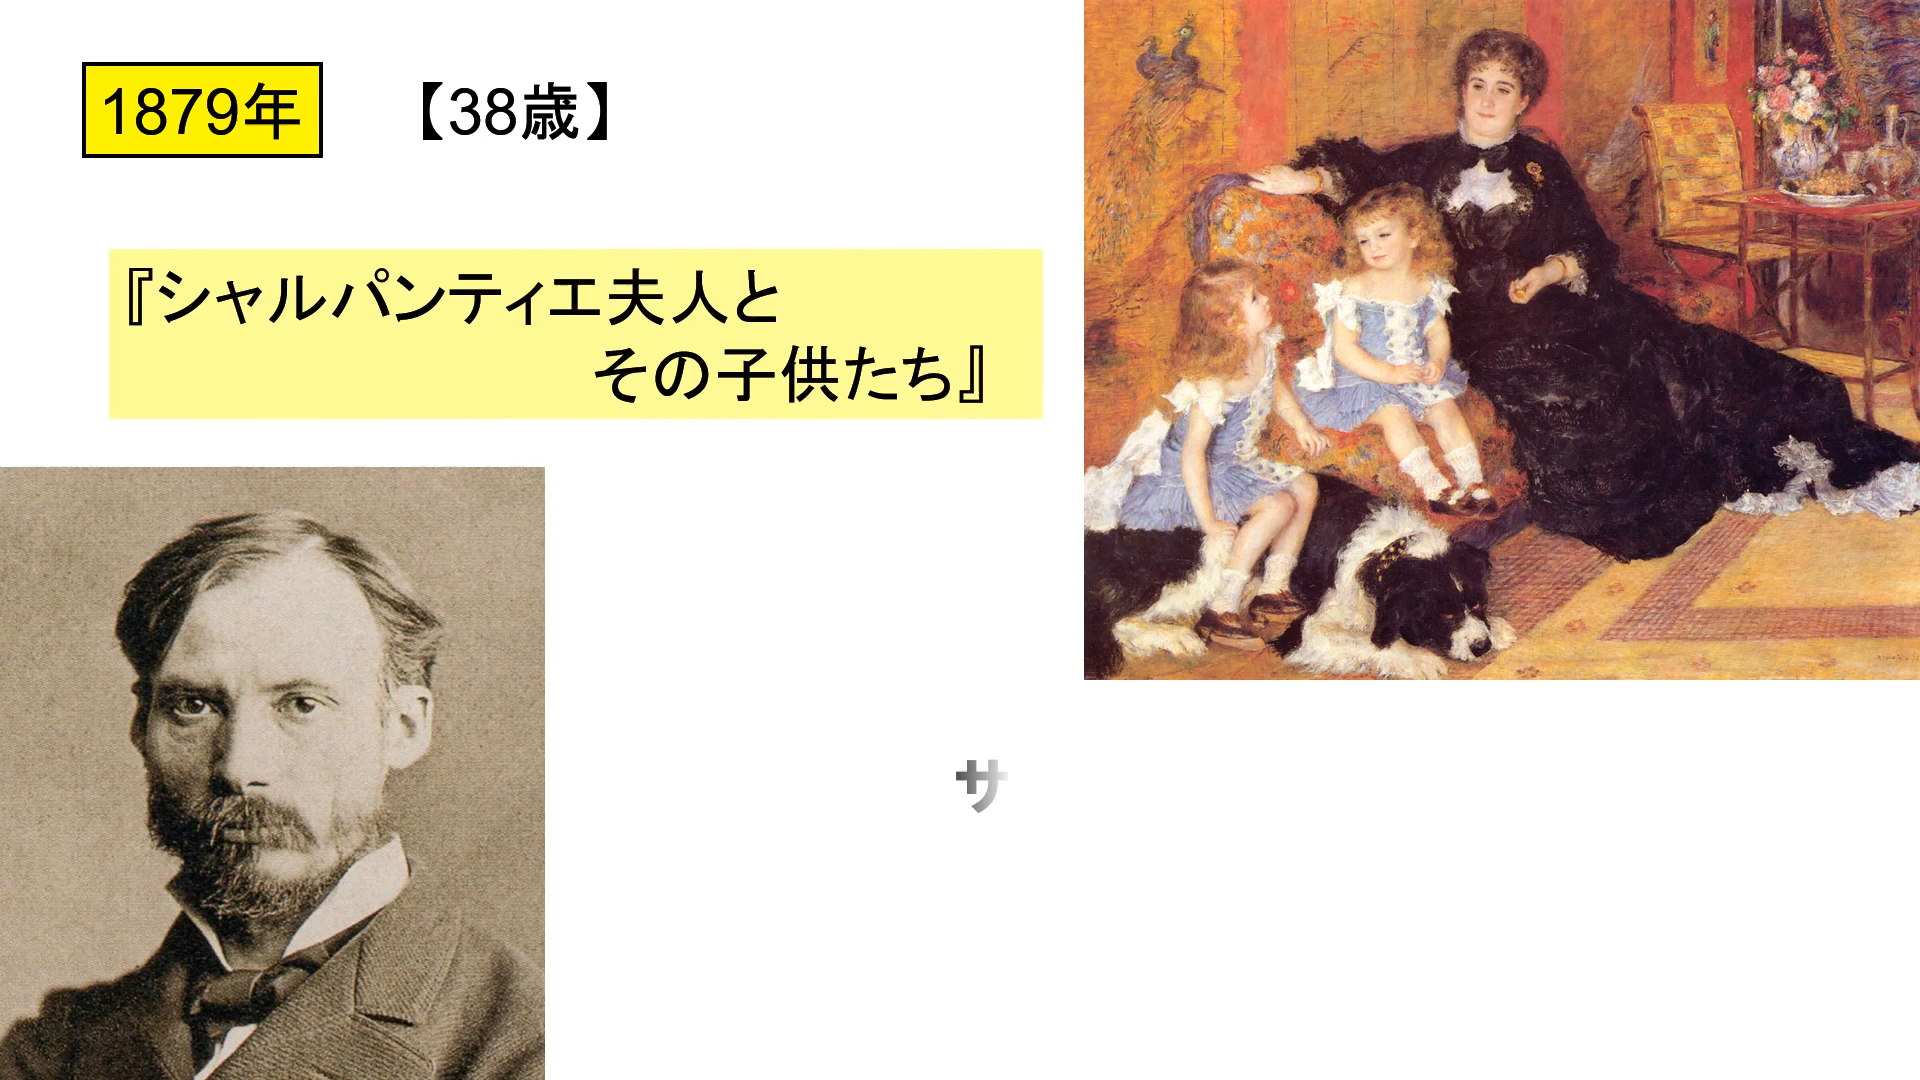 1879年
【38歳】
『シャルパンティエ夫人と
その子供たち』
サ